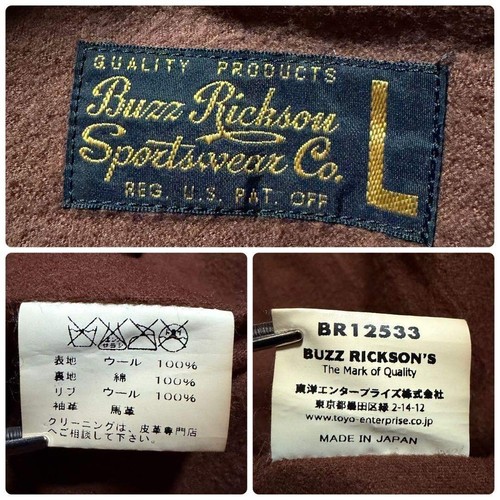 QUALITY PRODUCTS
Buzz Rickson
Sportswear Co.
REG. U.S. PAT. OFF
L
表地 ウール 100%
裏地 綿 100%
リブ ウール 100%
袖革 馬革
クリーニングは、皮革専門店
へご相談して下さい。
BR12533
BUZZ RICKSON'S
The Mark of Quality
東洋エンタープライズ株式会社
東京都墨田区緑 2-14-12
www.toyo-enterprise.co.jp
MADE IN JAPAN